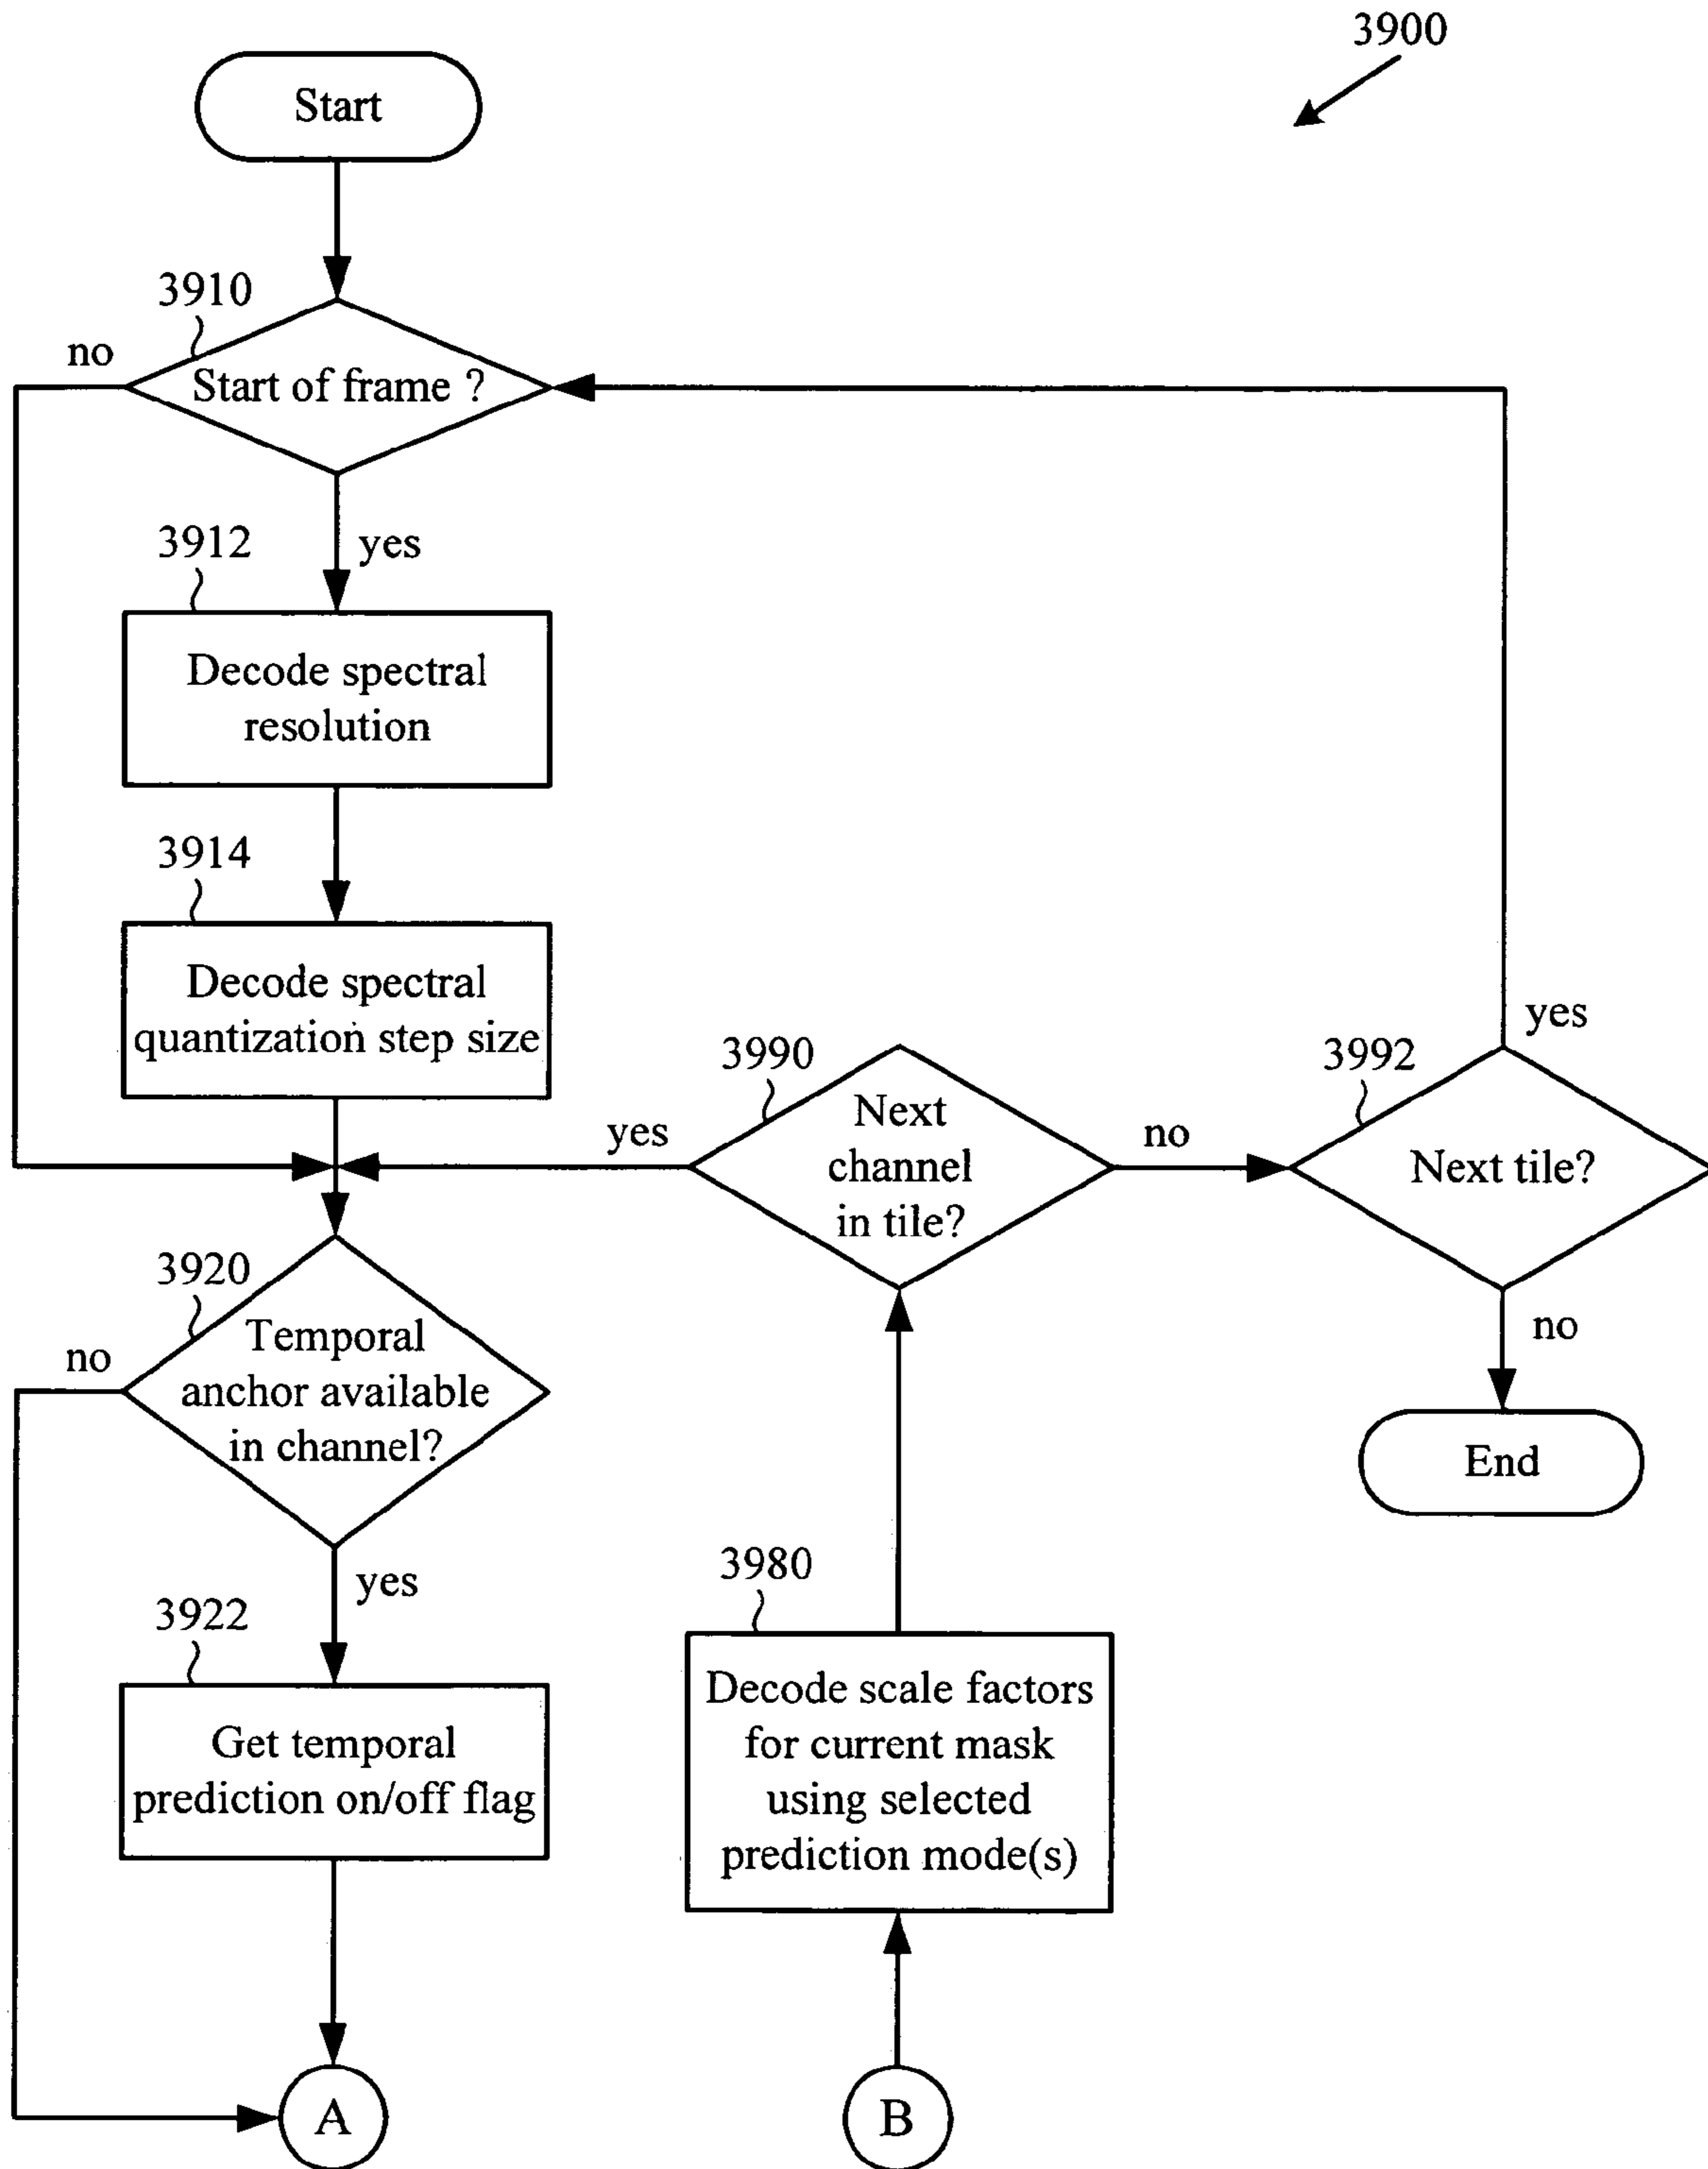 3900
Start
3910
no
Start of frame ?
3912
yes
Decode spectral
resolution
3914
Decode spectral
quantization step size
3990
Next
channel
in tile?
yes
no
3992
yes
Next tile?
no
End
3920
no
Temporal
anchor available
in channel?
yes
3922
Get temporal
prediction on/off flag
3980
Decode scale factors
for current mask
using selected
prediction mode(s)
A
B